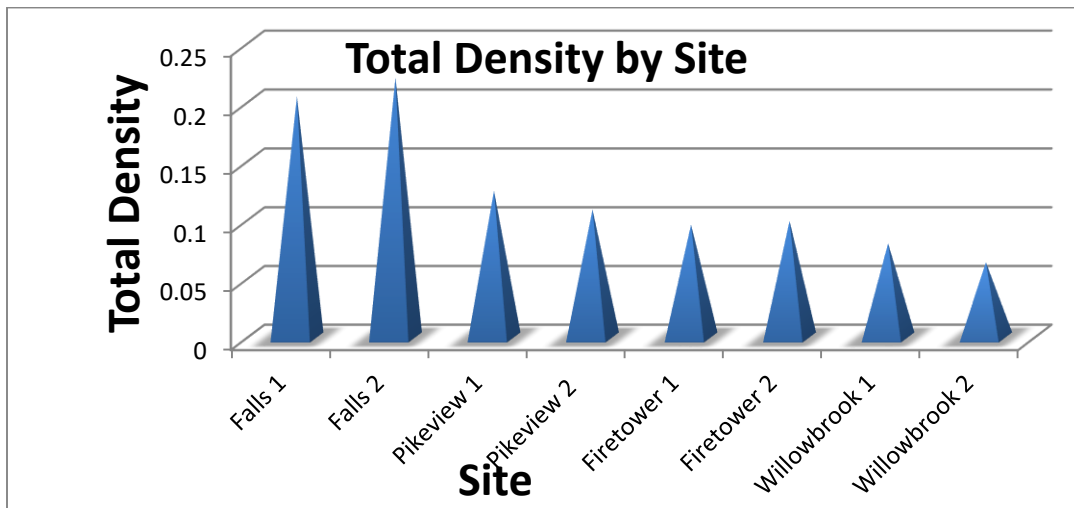 Total Density by Site
Total Density
0.25
0.2
0.15
0.1
0.05
0
Falls 1
Falls 2
Pikeview 1
Pikeview 2
Firetower 1
Firetower 2
Willowbrook 1
Willowbrook 2
Site